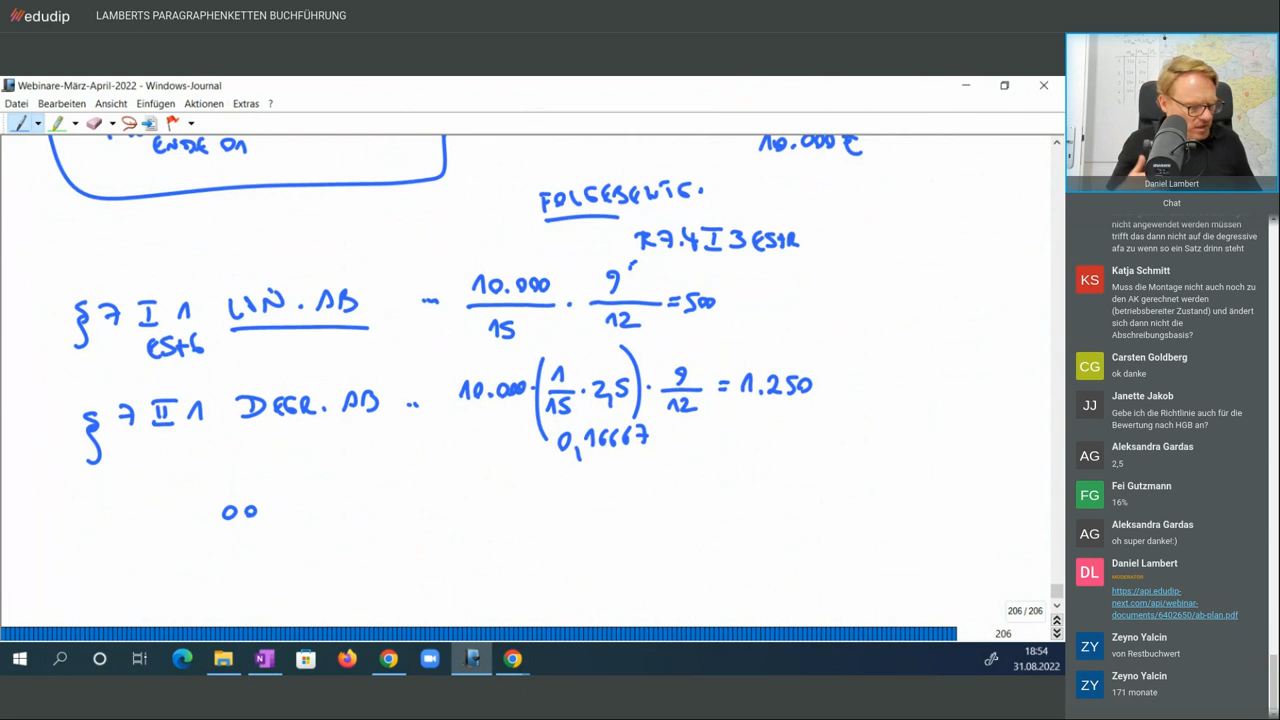 edudip
LAMBERTS PARAGRAPHENKETTEN BUCHFÜHRUNG
Webinare-März-April-2022 - Windows-Journal
Datei Bearbeiten Ansicht Einfügen Aktionen Extras ?
ENDE 01
10.000 €
FOLGEBEWTG.
R 7.4 II 3 EStR
§ 7 I 1 LIN. AB
EStG
10.000 / 15 · 9 / 12 = 500
§ 7 II 1 DEGR. AB
10.000 · (1 / 15 · 2,5) · 9 / 12 = 1.250
0,16667
00
206 / 206
206
18:54
31.08.2022
Daniel Lambert
Chat
nicht angewendet werden müssen
trifft das dann nicht auf die degressive
afa zu wenn so ein Satz drinn steht
KS Katja Schmitt
Muss die Montage nicht auch noch zu
den AK gerechnet werden
(betriebsbereiter Zustand) und ändert
sich dann nicht die
Abschreibungsbasis?
CG Carsten Goldberg
ok danke
JJ Janette Jakob
Gebe ich die Richtlinie auch für die
Bewertung nach HGB an?
AG Aleksandra Gardas
2,5
FG Fei Gutzmann
16%
AG Aleksandra Gardas
oh super danke!:)
DL Daniel Lambert
MODERATOR
https://api.edudip-
next.com/api/webinar-
documents/6402650/ab-plan.pdf
ZY Zeyno Yalcin
von Restbuchwert
ZY Zeyno Yalcin
171 monate